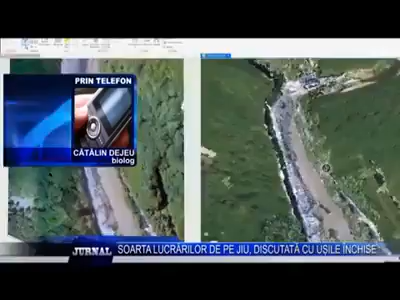 PRIN TELEFON
CĂTĂLIN DEJEU
biolog
JURNAL
SOARTA LUCRĂRILOR DE PE JIU, DISCUTATĂ CU UȘILE ÎNCHISE